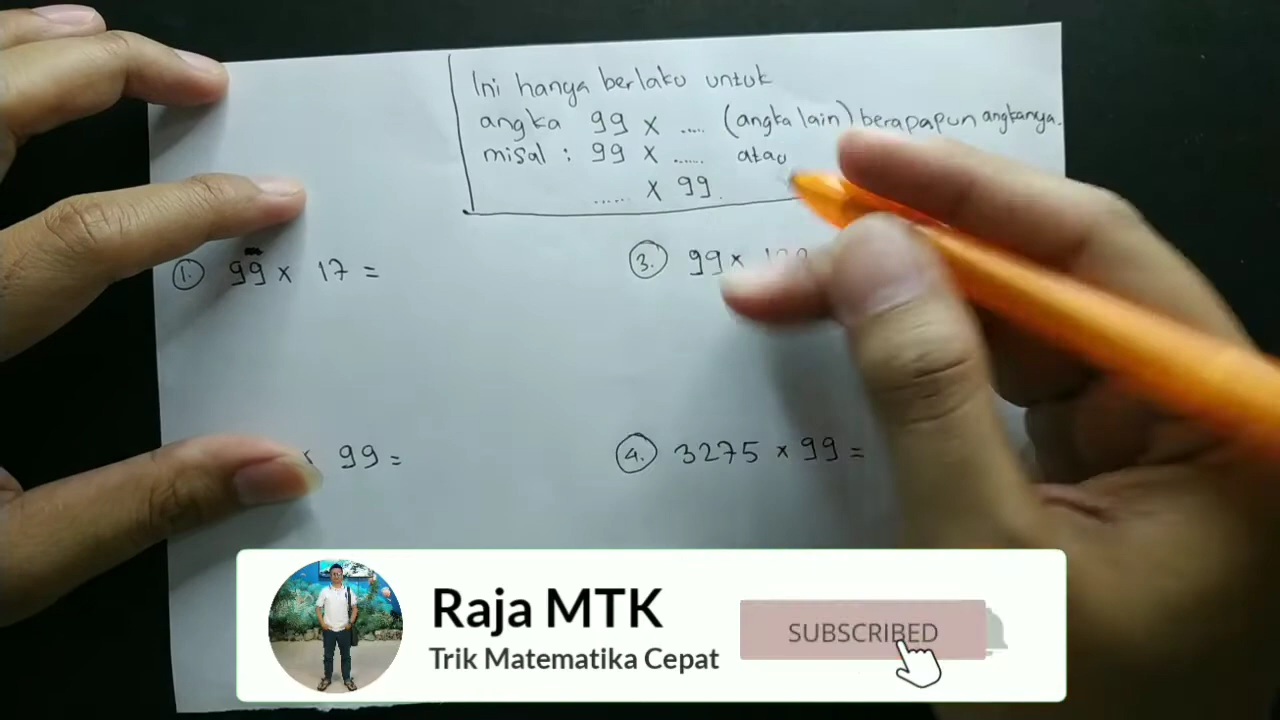 Ini hanya berlaku untuk
angka 99 x ..... (angka lain) berapapun angkanya.
misal : 99 x ...... atau
...... x 99.
1. 99 x 17 =
3. 99 x
x 99 =
4. 3275 x 99 =
Raja MTK
Trik Matematika Cepat
SUBSCRIBED